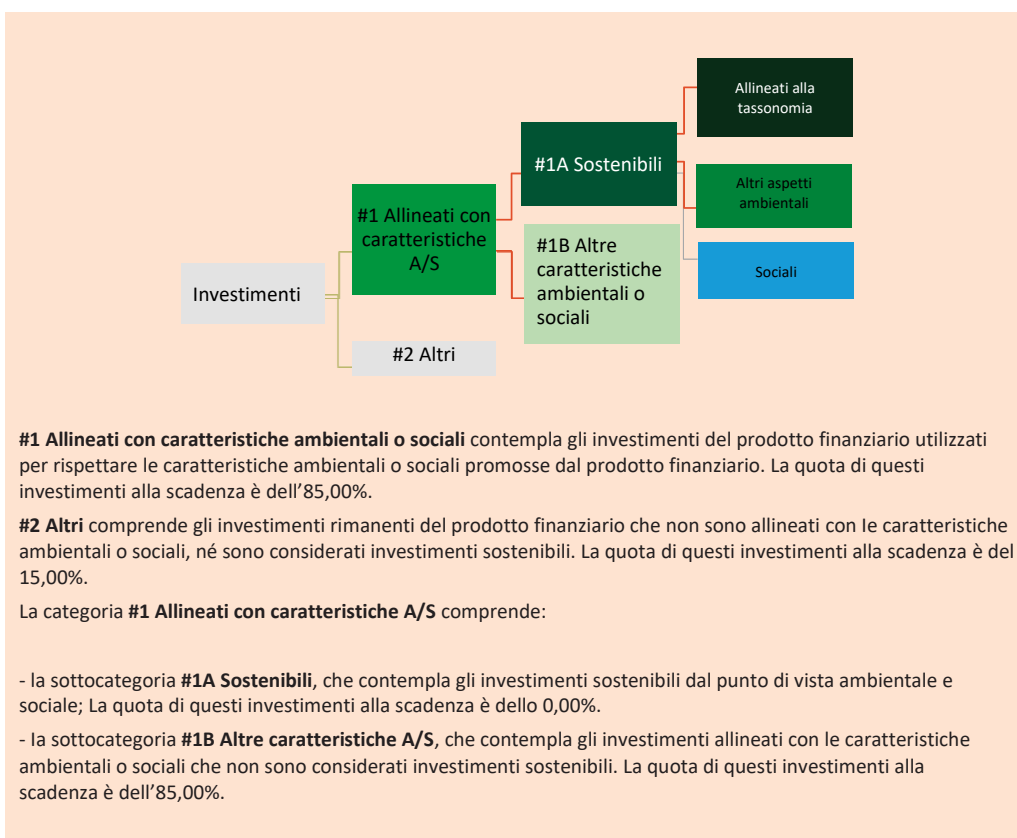 Allineati alla
tassonomia
#1A Sostenibili
Altri aspetti
ambientali
#1 Allineati con
caratteristiche
A/S
#1B Altre
caratteristiche
ambientali o
sociali
Sociali
Investimenti
#2 Altri
#1 Allineati con caratteristiche ambientali o sociali contempla gli investimenti del prodotto finanziario utilizzati
per rispettare le caratteristiche ambientali o sociali promosse dal prodotto finanziario. La quota di questi
investimenti alla scadenza è dell’85,00%.
#2 Altri comprende gli investimenti rimanenti del prodotto finanziario che non sono allineati con Ie caratteristiche
ambientali o sociali, né sono considerati investimenti sostenibili. La quota di questi investimenti alla scadenza è del
15,00%.
La categoria #1 Allineati con caratteristiche A/S comprende:
- la sottocategoria #1A Sostenibili, che contempla gli investimenti sostenibili dal punto di vista ambientale e
sociale; La quota di questi investimenti alla scadenza è dello 0,00%.
- Ia sottocategoria #1B Altre caratteristiche A/S, che contempla gli investimenti allineati con le caratteristiche
ambientali o sociali che non sono considerati investimenti sostenibili. La quota di questi investimenti alla
scadenza è dell’85,00%.